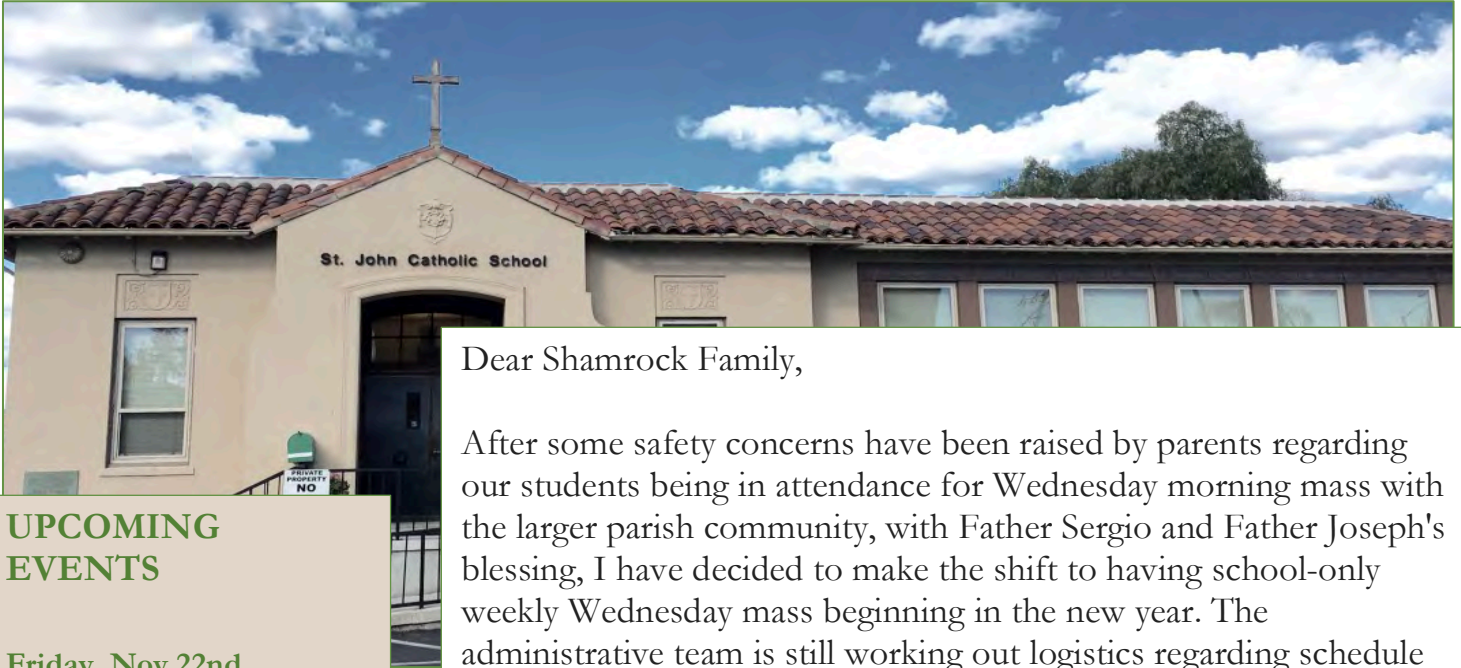 St. John Catholic School
PRIVATE
PROPERTY
NO
Dear Shamrock Family,
After some safety concerns have been raised by parents regarding
our students being in attendance for Wednesday morning mass with
the larger parish community, with Father Sergio and Father Joseph's
blessing, I have decided to make the shift to having school-only
weekly Wednesday mass beginning in the new year. The
administrative team is still working out logistics regarding schedule
UPCOMING
EVENTS
Friday, Nov 22nd